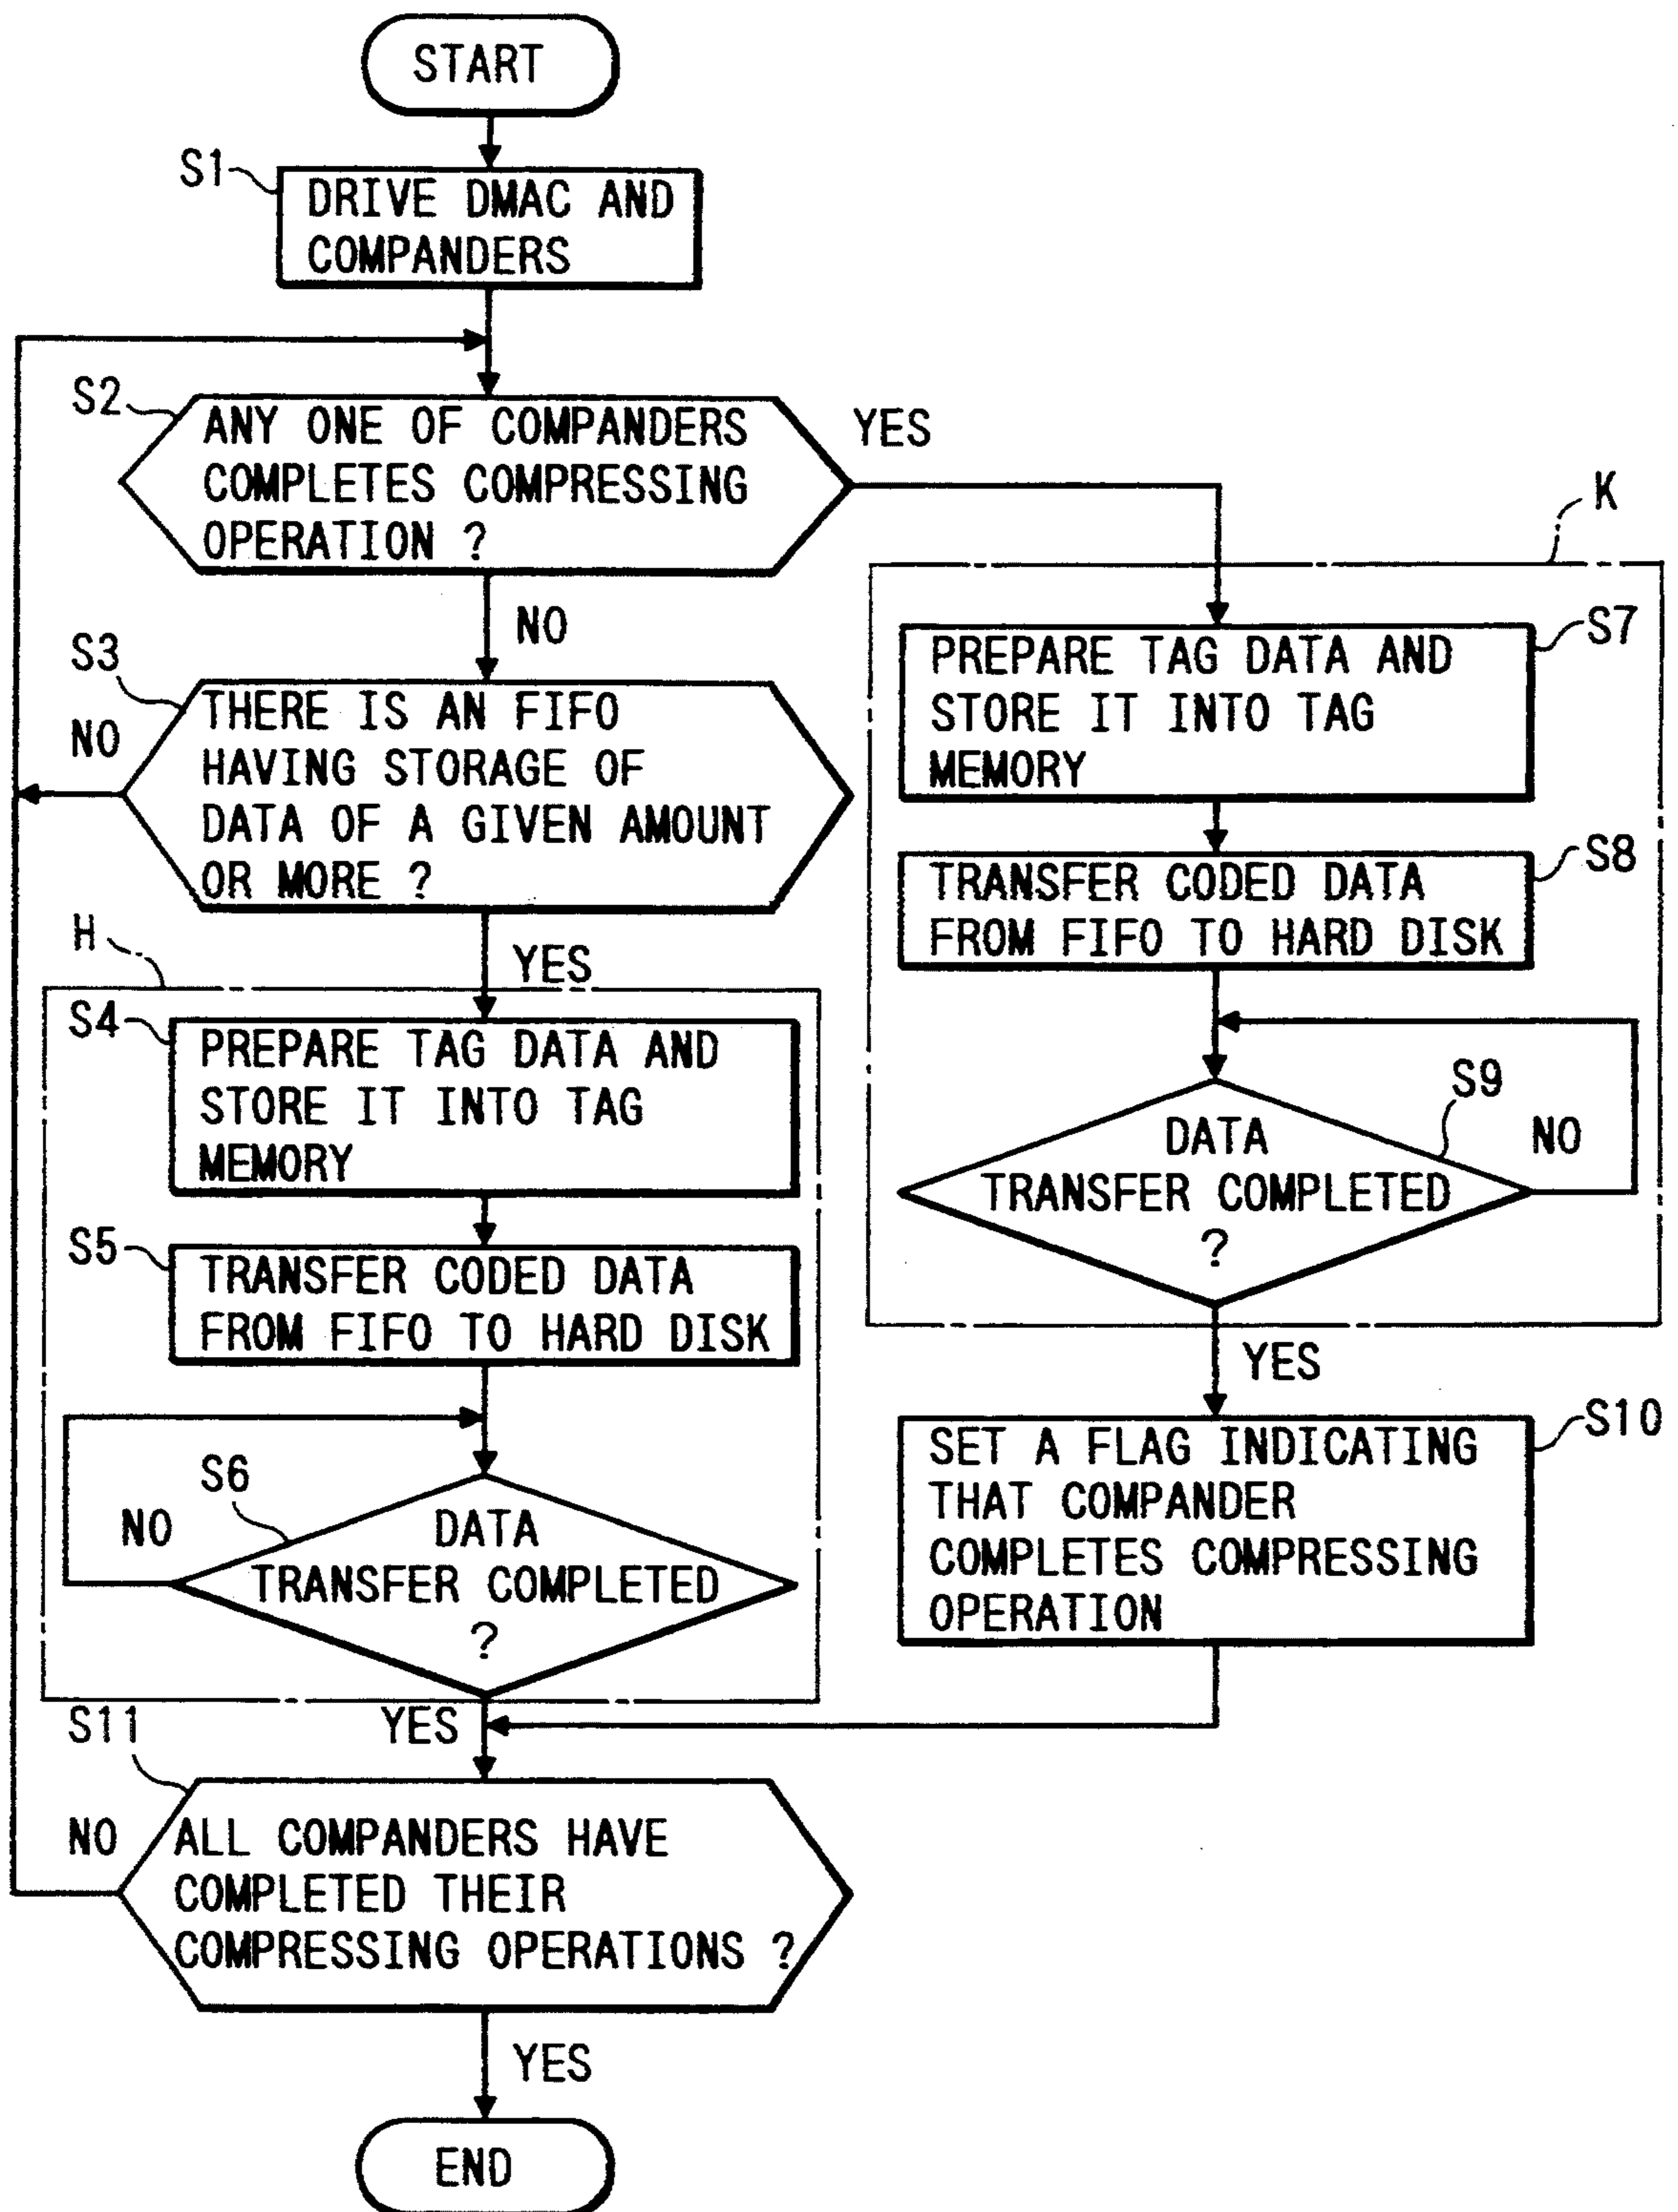 START
S1
DRIVE DMAC AND
COMPANDERS
S2
ANY ONE OF COMPANDERS
COMPLETES COMPRESSING
OPERATION ?
YES
NO
K
S3
THERE IS AN FIFO
HAVING STORAGE OF
DATA OF A GIVEN AMOUNT
OR MORE ?
NO
YES
S7
PREPARE TAG DATA AND
STORE IT INTO TAG
MEMORY
S8
TRANSFER CODED DATA
FROM FIFO TO HARD DISK
S9
DATA
TRANSFER COMPLETED
?
NO
YES
S10
SET A FLAG INDICATING
THAT COMPANDER
COMPLETES COMPRESSING
OPERATION
H
S4
PREPARE TAG DATA AND
STORE IT INTO TAG
MEMORY
S5
TRANSFER CODED DATA
FROM FIFO TO HARD DISK
S6
NO
DATA
TRANSFER COMPLETED
?
YES
S11
NO
ALL COMPANDERS HAVE
COMPLETED THEIR
COMPRESSING OPERATIONS ?
YES
END